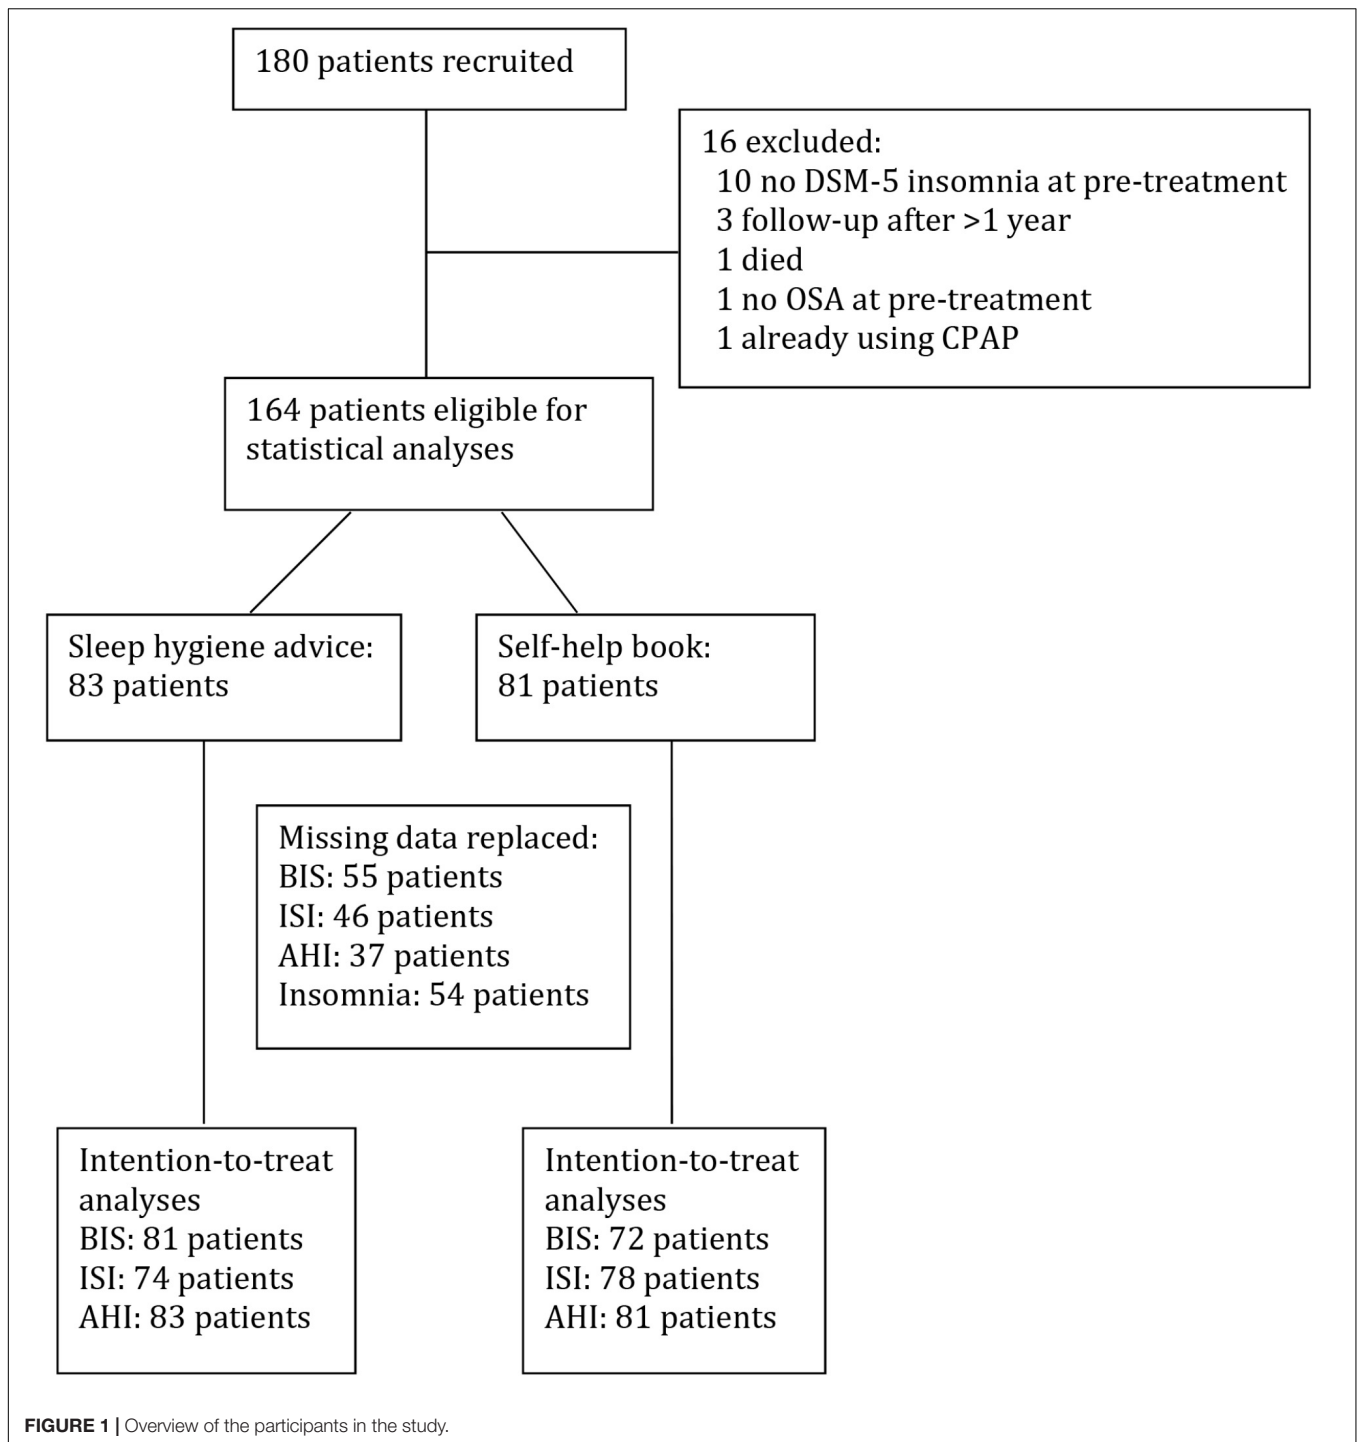 180 patients recruited
16 excluded:
10 no DSM-5 insomnia at pre-treatment
3 follow-up after >1 year
1 died
1 no OSA at pre-treatment
1 already using CPAP
164 patients eligible for
statistical analyses
Sleep hygiene advice:
83 patients
Self-help book:
81 patients
Missing data replaced:
BIS: 55 patients
ISI: 46 patients
AHI: 37 patients
Insomnia: 54 patients
Intention-to-treat
analyses
BIS: 81 patients
ISI: 74 patients
AHI: 83 patients
Intention-to-treat
analyses
BIS: 72 patients
ISI: 78 patients
AHI: 81 patients
FIGURE 1 | Overview of the participants in the study.